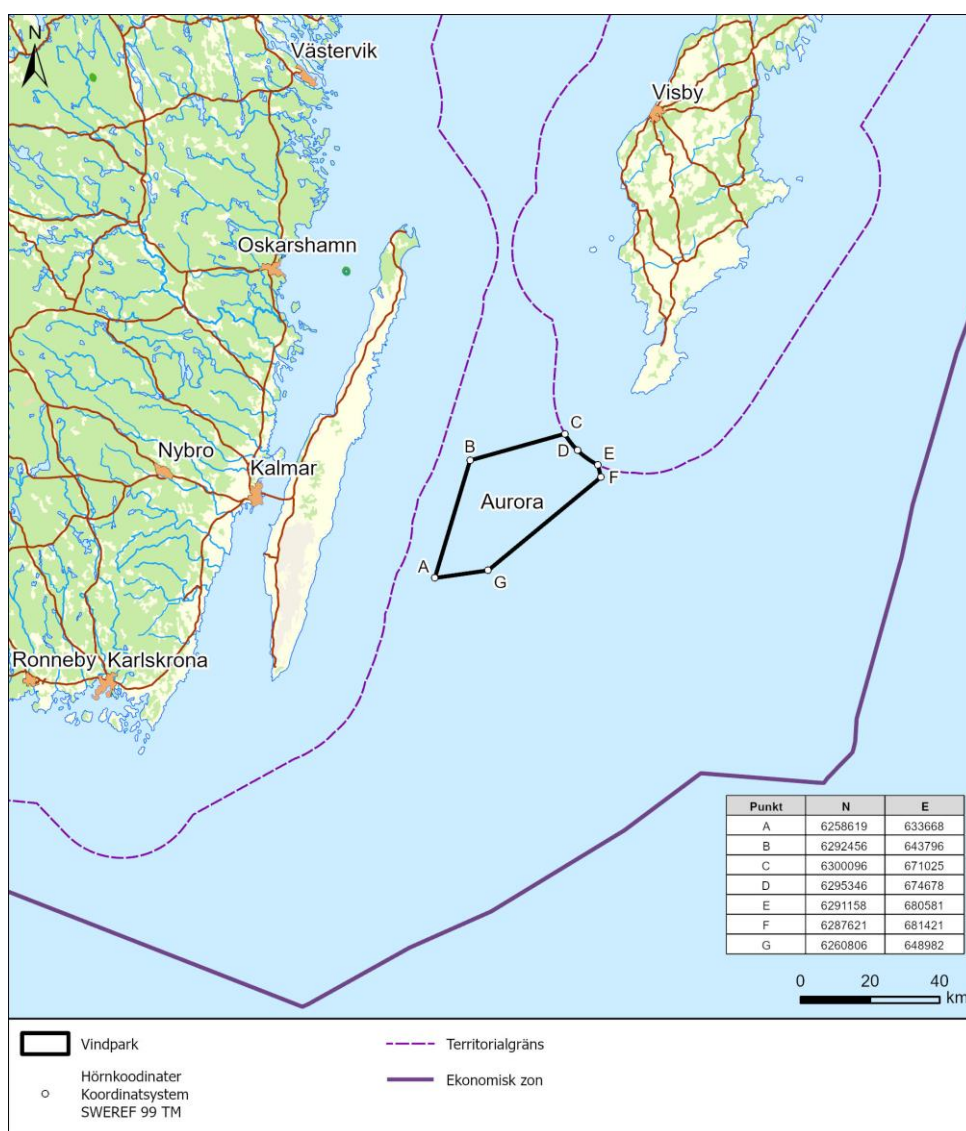 N
Västervik
Visby
Oskarshamn
Nybro
Kalmar
C
B
D
E
F
Aurora
A
G
Ronneby
Karlskrona
Punkt N E
A 6258619 633668
B 6292456 643796
C 6300096 671025
D 6295346 674678
E 6291158 680581
F 6287621 681421
G 6260806 648982
0 20 40
km
Vindpark
Territorialgräns
Hörnkoodinater
Koordinatsystem
SWEREF 99 TM
Ekonomisk zon